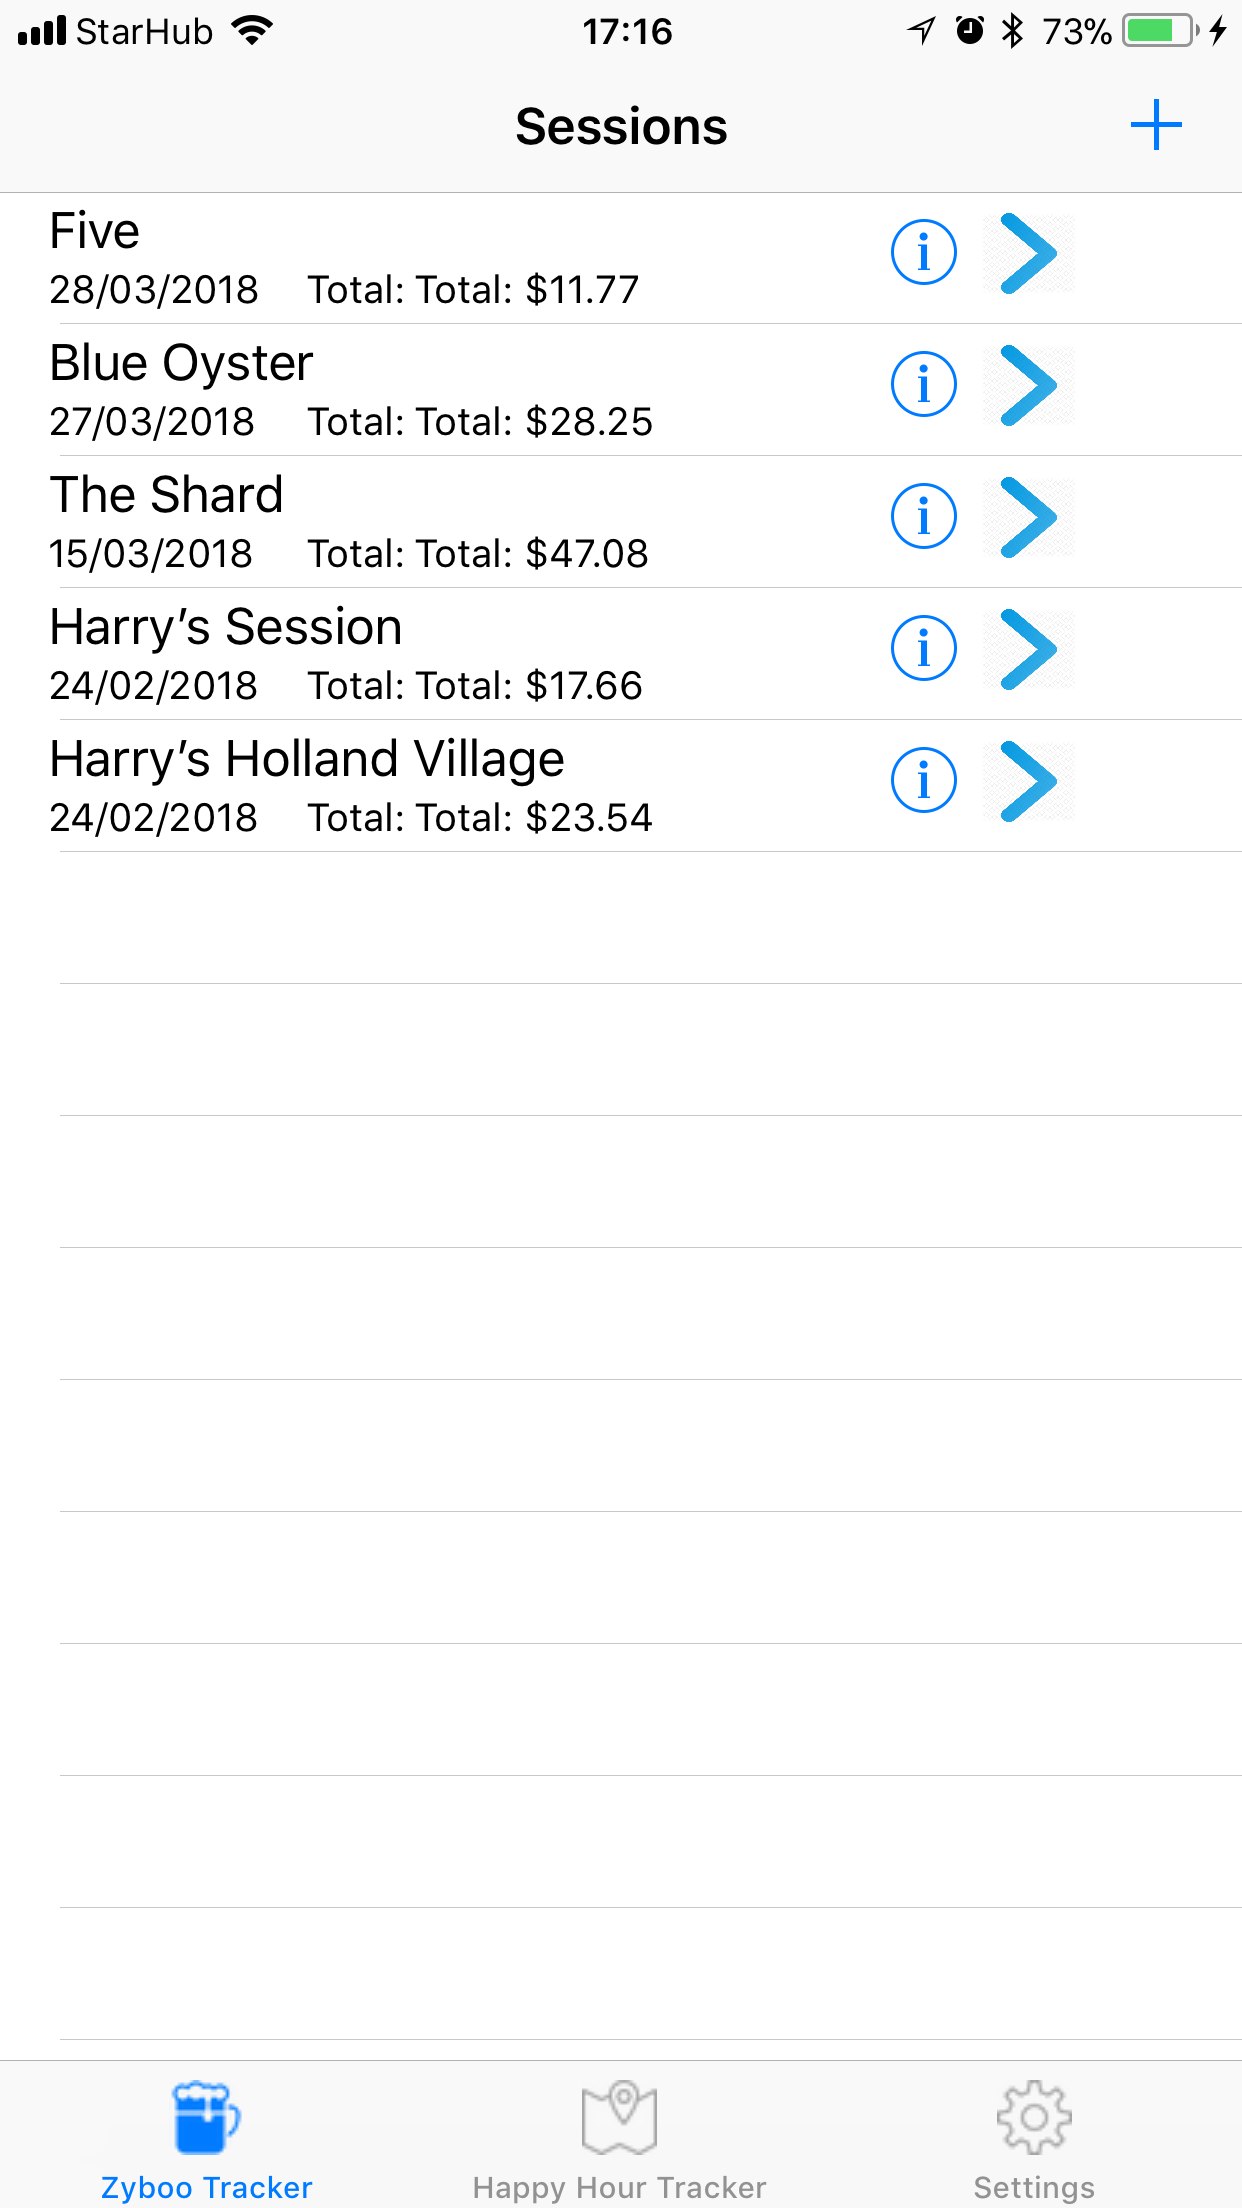 StarHub 17:16 73%
Sessions
Five
28/03/2018 Total: Total: $11.77
Blue Oyster
27/03/2018 Total: Total: $28.25
The Shard
15/03/2018 Total: Total: $47.08
Harry’s Session
24/02/2018 Total: Total: $17.66
Harry’s Holland Village
24/02/2018 Total: Total: $23.54
Zyboo Tracker Happy Hour Tracker Settings